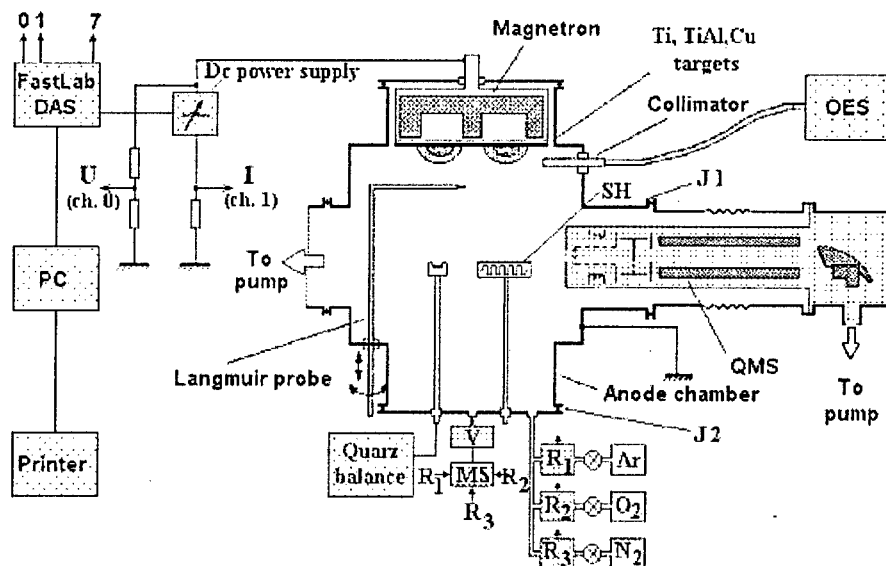 0 1 7
FastLab
DAS
Dc power supply
Magnetron
Ti, TiAl,Cu
targets
Collimator
OES
U
(ch. 0)
I
(ch. 1)
SH
J1
PC
To
pump
Langmuir probe
QMS
Anode chamber
To
pump
J2
Printer
Quarz
balance
V
R1
MS
R2
R3
R1
Ar
R2
O2
R3
N2